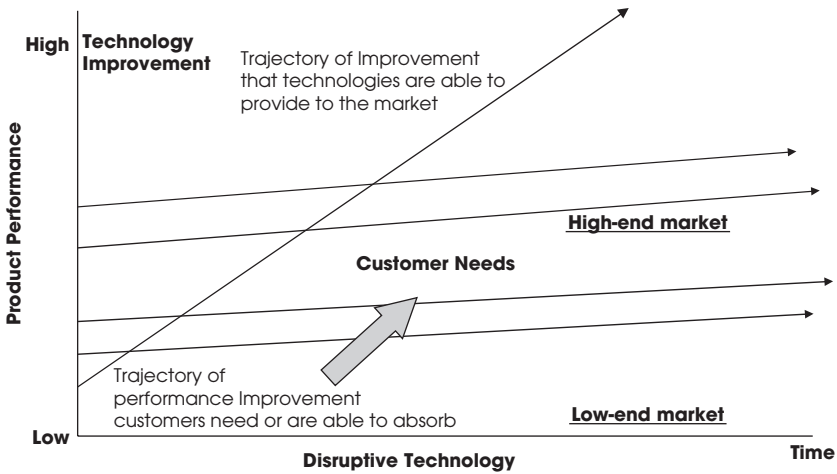 High
Technology
Improvement
Trajectory of Improvement
that technologies are able to
provide to the market
Product Performance
High-end market
Customer Needs
Trajectory of
performance Improvement
customers need or are able to absorb
Low-end market
Low
Time
Disruptive Technology